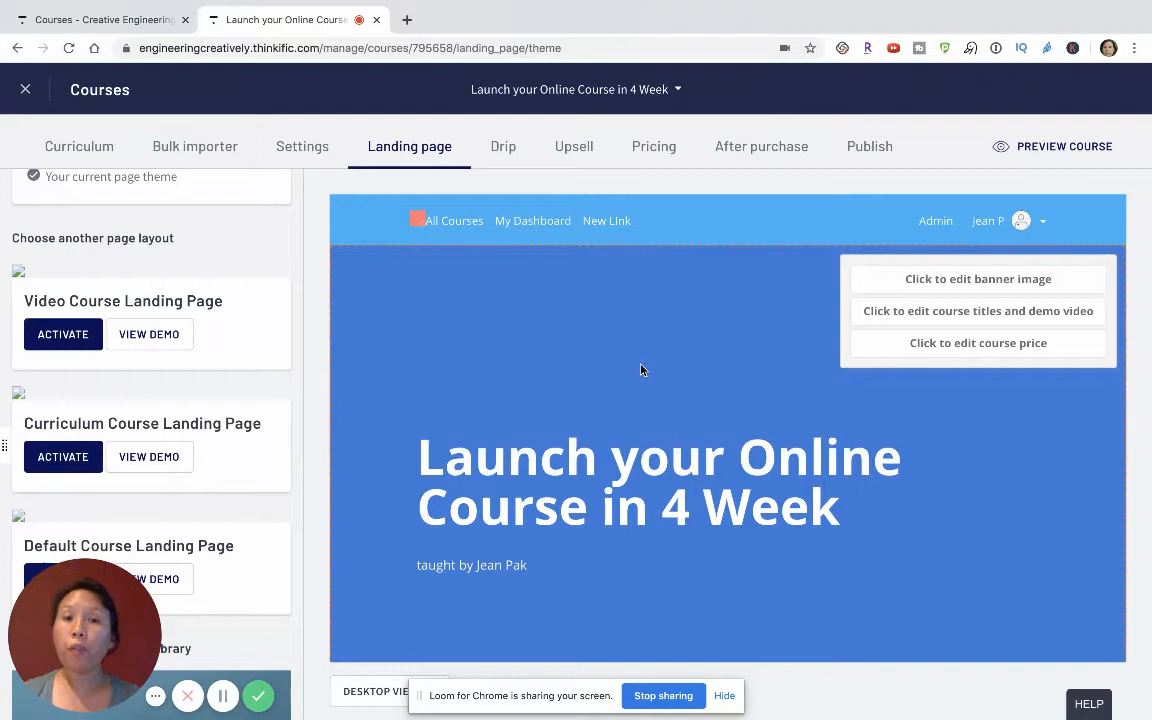 Courses - Creative Engineering
Launch your Online Course
engineeringcreatively.thinkific.com/manage/courses/795658/landing_page/theme
Courses
Launch your Online Course in 4 Week
Curriculum
Bulk importer
Settings
Landing page
Drip
Upsell
Pricing
After purchase
Publish
PREVIEW COURSE
Your current page theme
Choose another page layout
Video Course Landing Page
ACTIVATE
VIEW DEMO
Curriculum Course Landing Page
ACTIVATE
VIEW DEMO
Default Course Landing Page
DEMO
brary
All Courses
My Dashboard
New LInk
Admin
Jean P
Click to edit banner image
Click to edit course titles and demo video
Click to edit course price
Launch your Online
Course in 4 Week
taught by Jean Pak
DESKTOP VIE
Loom for Chrome is sharing your screen.
Stop sharing
Hide
HELP